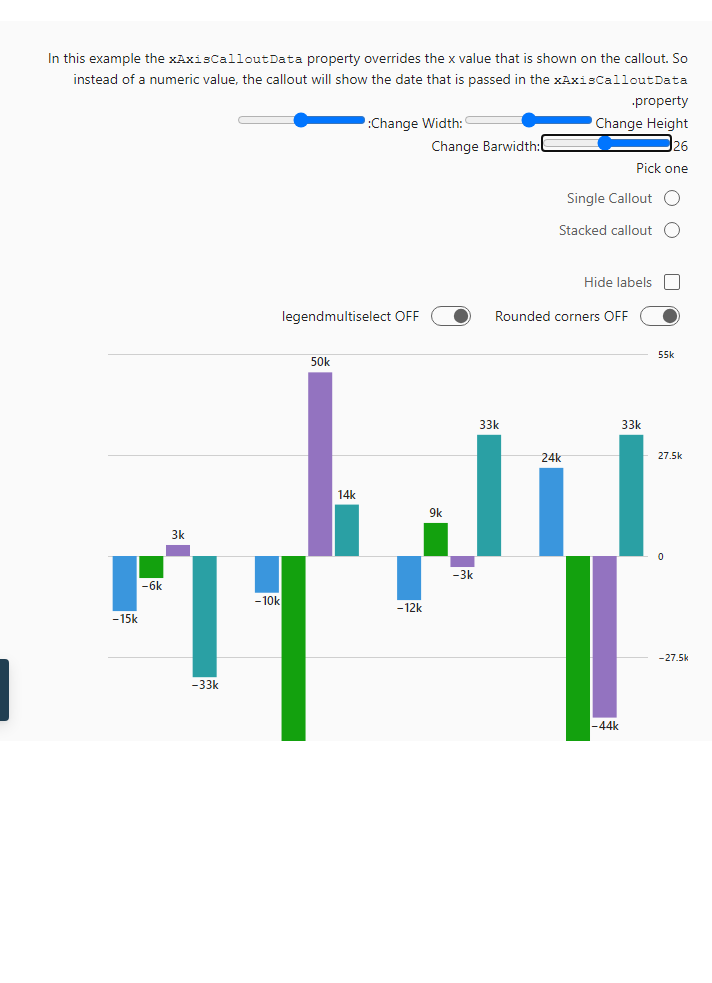 In this example the xAxisCalloutData property overrides the x value that is shown on the callout. So
instead of a numeric value, the callout will show the date that is passed in the xAxisCalloutData
.property
:Change Width: Change Height
Change Barwidth: 26
Pick one
Single Callout
Stacked callout
Hide labels
legendmultiselect OFF Rounded corners OFF
55k
50k
33k 33k
27.5k
24k
14k
9k
3k
0
−3k
−6k
−10k
−12k
−15k
−27.5k
−33k
−44k